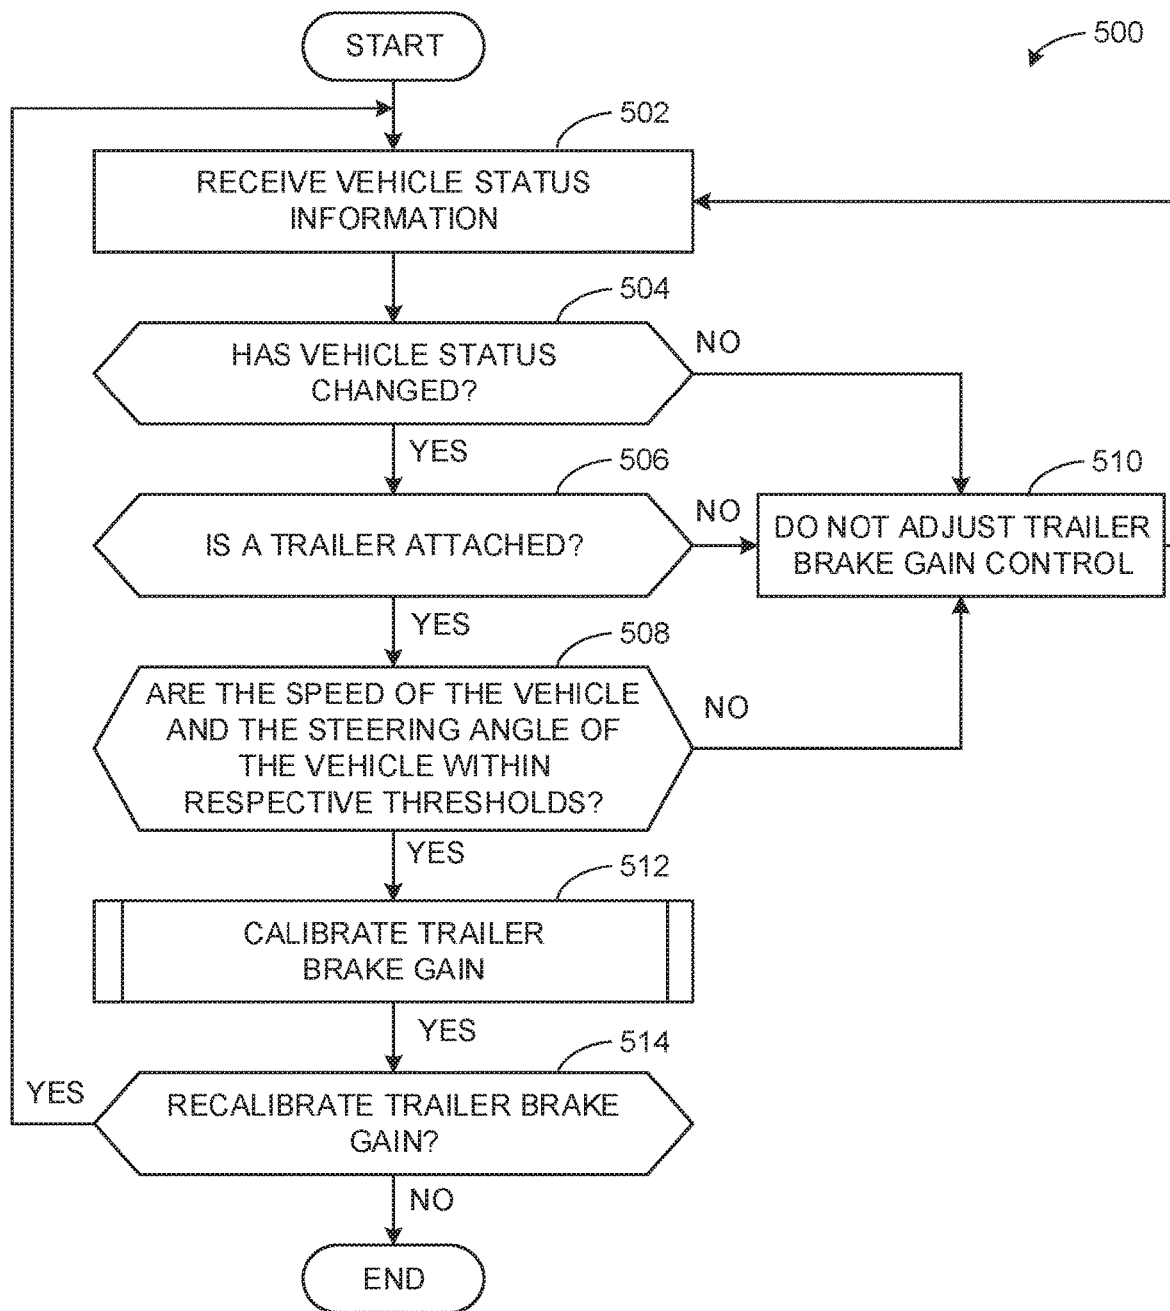 START
500
502
RECEIVE VEHICLE STATUS
INFORMATION
504
HAS VEHICLE STATUS
CHANGED?
NO
YES
506
IS A TRAILER ATTACHED?
NO
510
DO NOT ADJUST TRAILER
BRAKE GAIN CONTROL
YES
508
ARE THE SPEED OF THE VEHICLE
AND THE STEERING ANGLE OF
THE VEHICLE WITHIN
RESPECTIVE THRESHOLDS?
NO
YES
512
CALIBRATE TRAILER
BRAKE GAIN
YES
514
YES
RECALIBRATE TRAILER BRAKE
GAIN?
NO
END